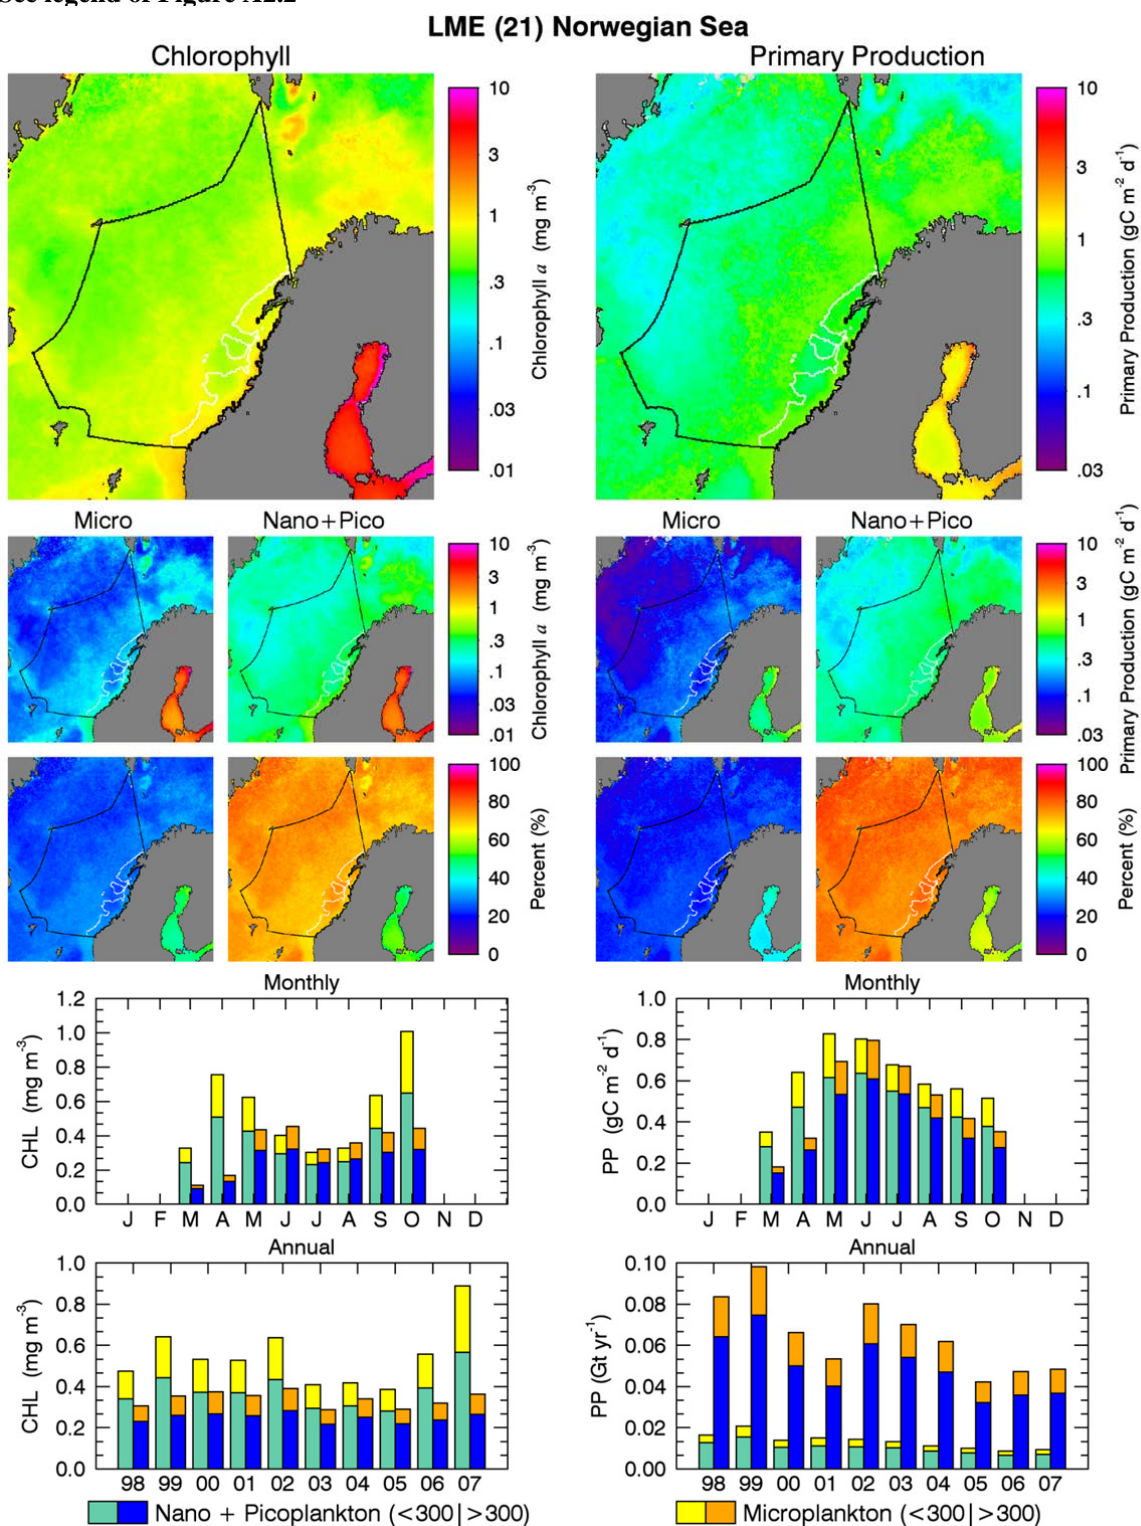 See legend of Figure A2.2
LME (21) Norwegian Sea
Chlorophyll
Primary Production
10
3
1
.3
.1
.03
.01
Chlorophyll a (mg m-3)
10
3
1
.3
.1
.03
Primary Production (gC m-2 d-1)
Micro
Nano+Pico
10
3
1
.3
.1
.03
.01
Chlorophyll a (mg m-3)
Micro
Nano+Pico
10
3
1
.3
.1
.03
Primary Production (gC m-2 d-1)
100
80
60
40
20
0
Percent (%)
100
80
60
40
20
0
Percent (%)
Monthly
1.2
1.0
0.8
0.6
0.4
0.2
0.0
CHL (mg m-3)
J F M A M J J A S O N D
Monthly
1.0
0.8
0.6
0.4
0.2
0.0
PP (gC m-2 d-1)
J F M A M J J A S O N D
Annual
1.0
0.8
0.6
0.4
0.2
0.0
CHL (mg m-3)
98 99 00 01 02 03 04 05 06 07
Annual
0.10
0.08
0.06
0.04
0.02
0.00
PP (Gt yr-1)
98 99 00 01 02 03 04 05 06 07
Nano + Picoplankton (<300|>300)
Microplankton (<300|>300)